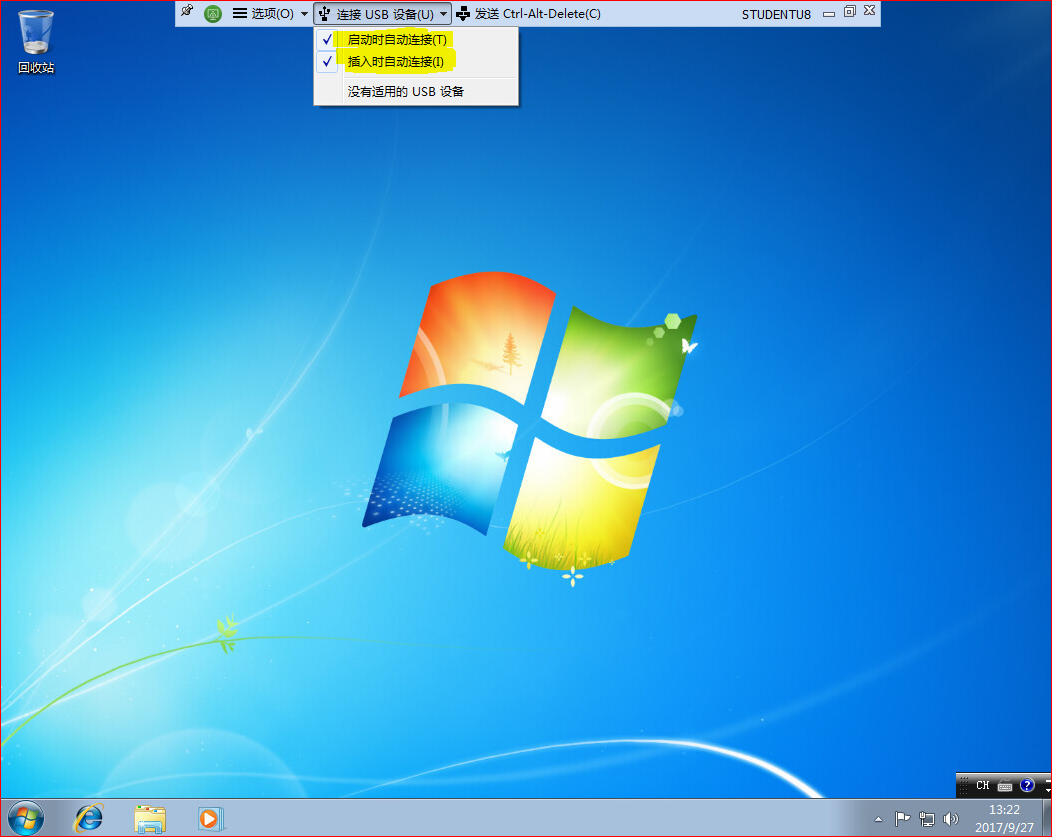 选项(O)
连接 USB 设备(U)
发送 Ctrl-Alt-Delete(C)
STUDENTU8
启动时自动连接(T)
插入时自动连接(I)
没有适用的 USB 设备
回收站
CH
13:22
2017/9/27